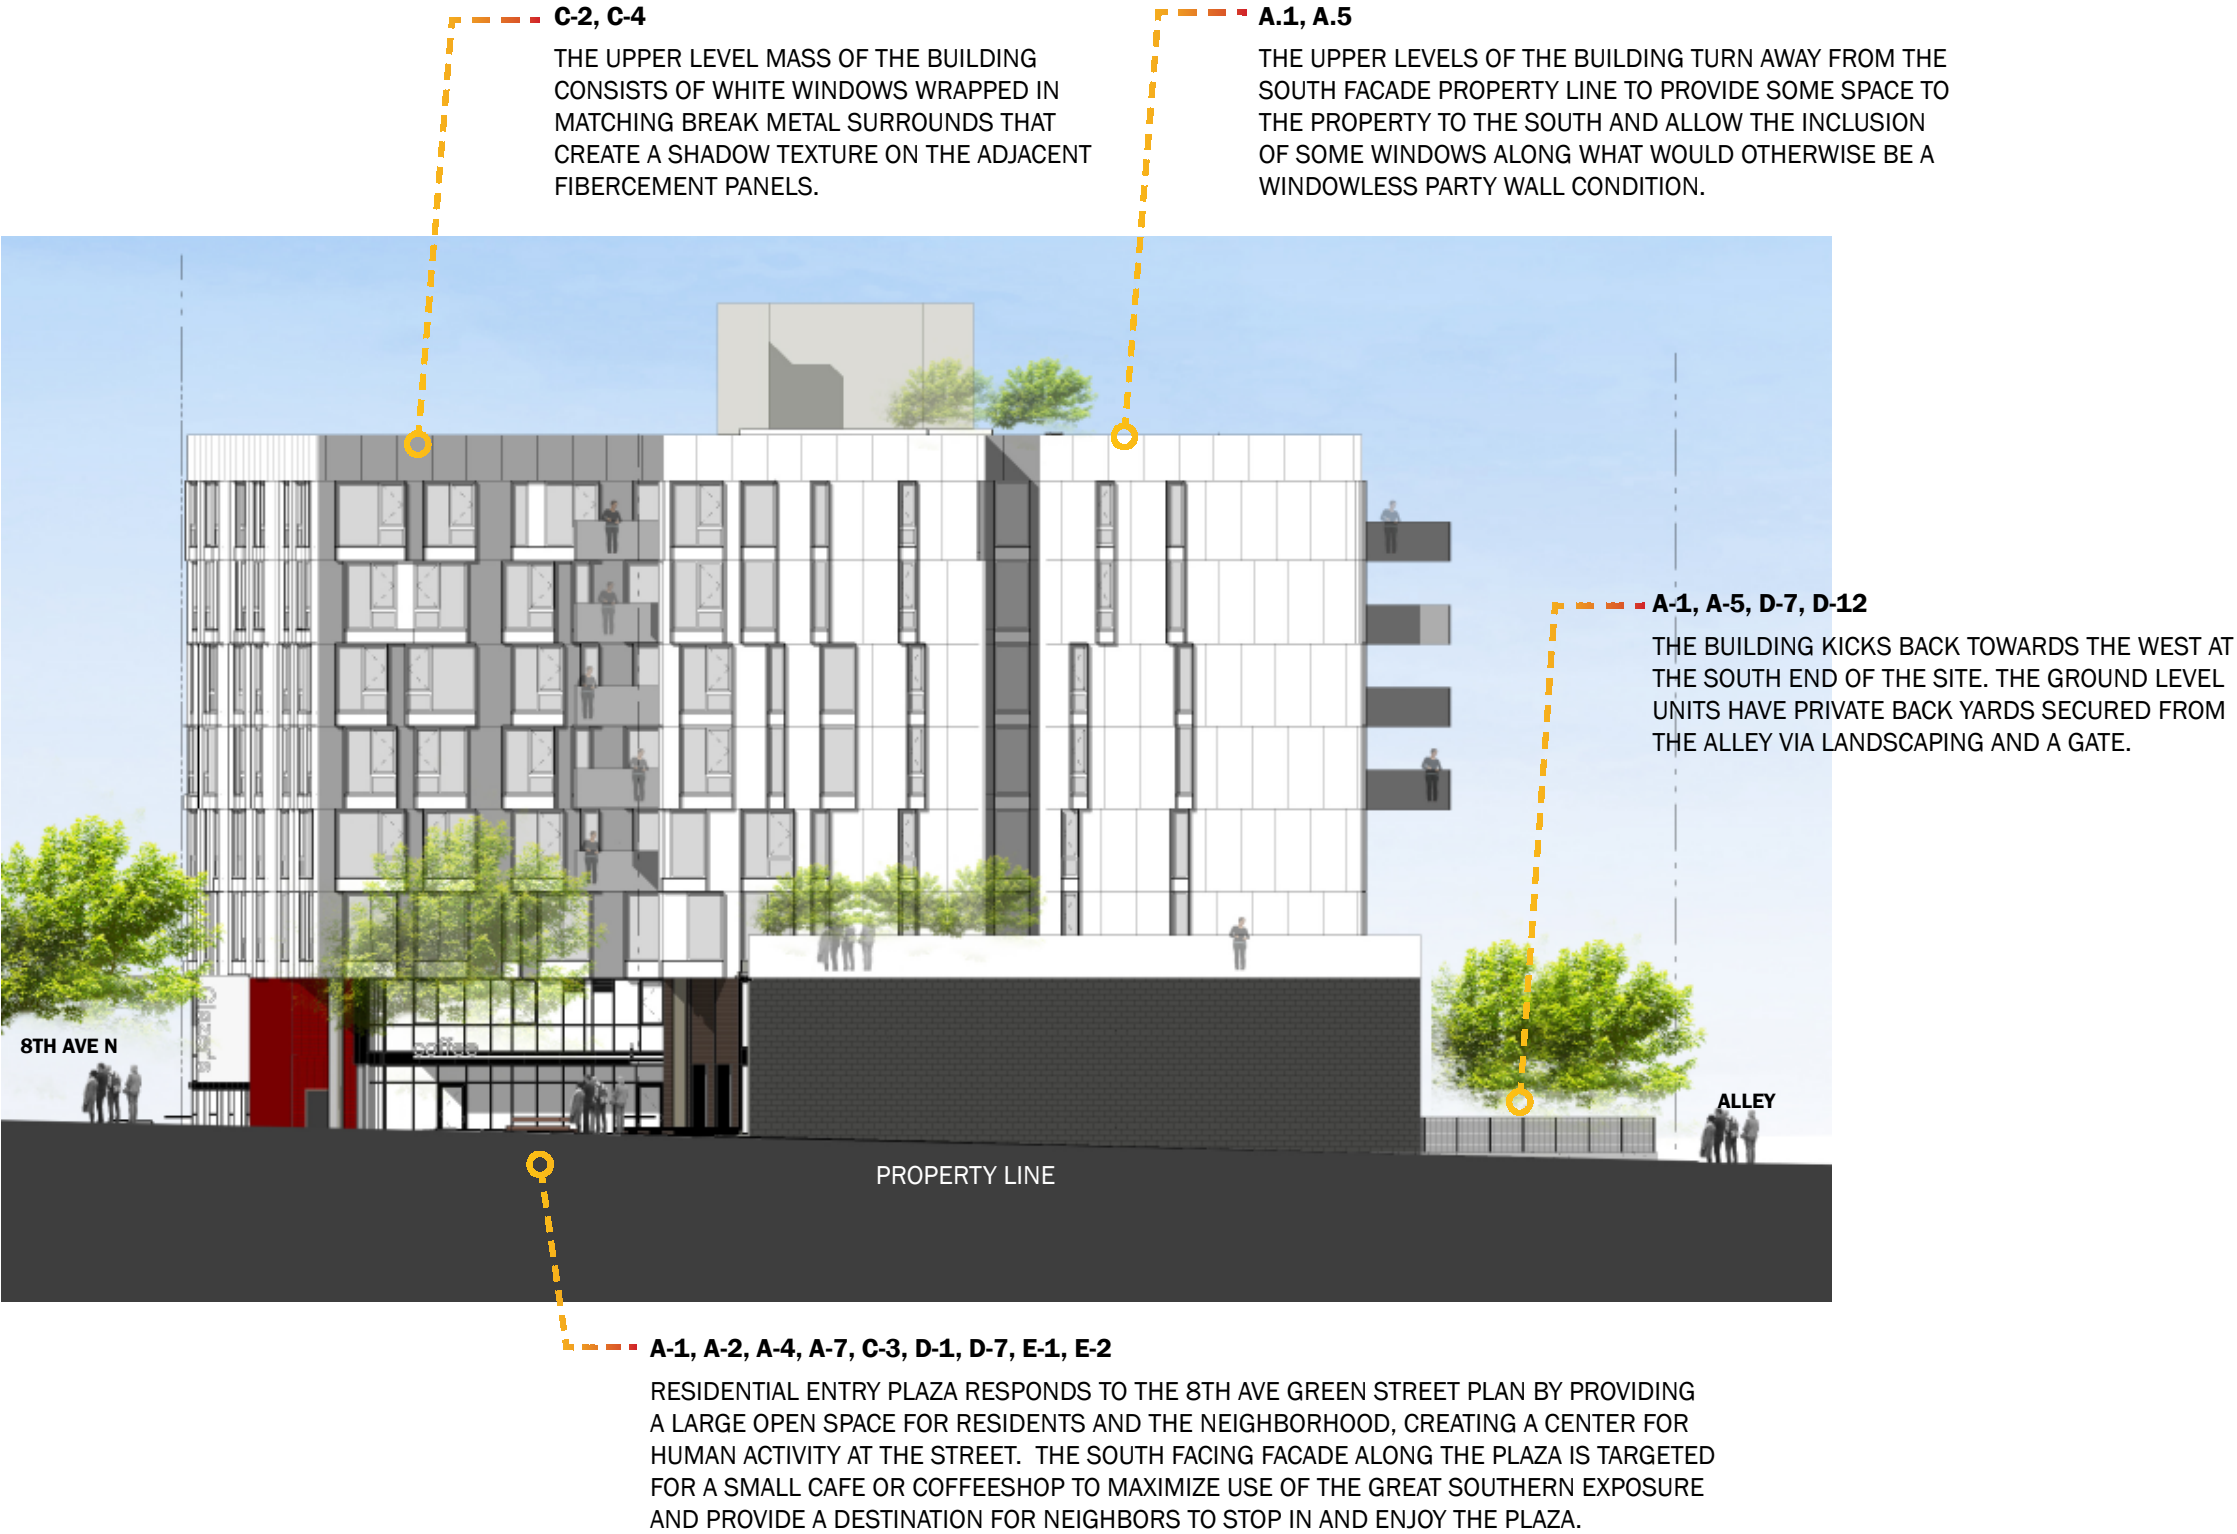 C-2, C-4
THE UPPER LEVEL MASS OF THE BUILDING
CONSISTS OF WHITE WINDOWS WRAPPED IN
MATCHING BREAK METAL SURROUNDS THAT
CREATE A SHADOW TEXTURE ON THE ADJACENT
FIBERCEMENT PANELS.
A.1, A.5
THE UPPER LEVELS OF THE BUILDING TURN AWAY FROM THE
SOUTH FACADE PROPERTY LINE TO PROVIDE SOME SPACE TO
THE PROPERTY TO THE SOUTH AND ALLOW THE INCLUSION
OF SOME WINDOWS ALONG WHAT WOULD OTHERWISE BE A
WINDOWLESS PARTY WALL CONDITION.
A-1, A-5, D-7, D-12
THE BUILDING KICKS BACK TOWARDS THE WEST AT
THE SOUTH END OF THE SITE. THE GROUND LEVEL
UNITS HAVE PRIVATE BACK YARDS SECURED FROM
THE ALLEY VIA LANDSCAPING AND A GATE.
8TH AVE N
coffee
ALLEY
PROPERTY LINE
A-1, A-2, A-4, A-7, C-3, D-1, D-7, E-1, E-2
RESIDENTIAL ENTRY PLAZA RESPONDS TO THE 8TH AVE GREEN STREET PLAN BY PROVIDING
A LARGE OPEN SPACE FOR RESIDENTS AND THE NEIGHBORHOOD, CREATING A CENTER FOR
HUMAN ACTIVITY AT THE STREET.  THE SOUTH FACING FACADE ALONG THE PLAZA IS TARGETED
FOR A SMALL CAFE OR COFFEESHOP TO MAXIMIZE USE OF THE GREAT SOUTHERN EXPOSURE
AND PROVIDE A DESTINATION FOR NEIGHBORS TO STOP IN AND ENJOY THE PLAZA.